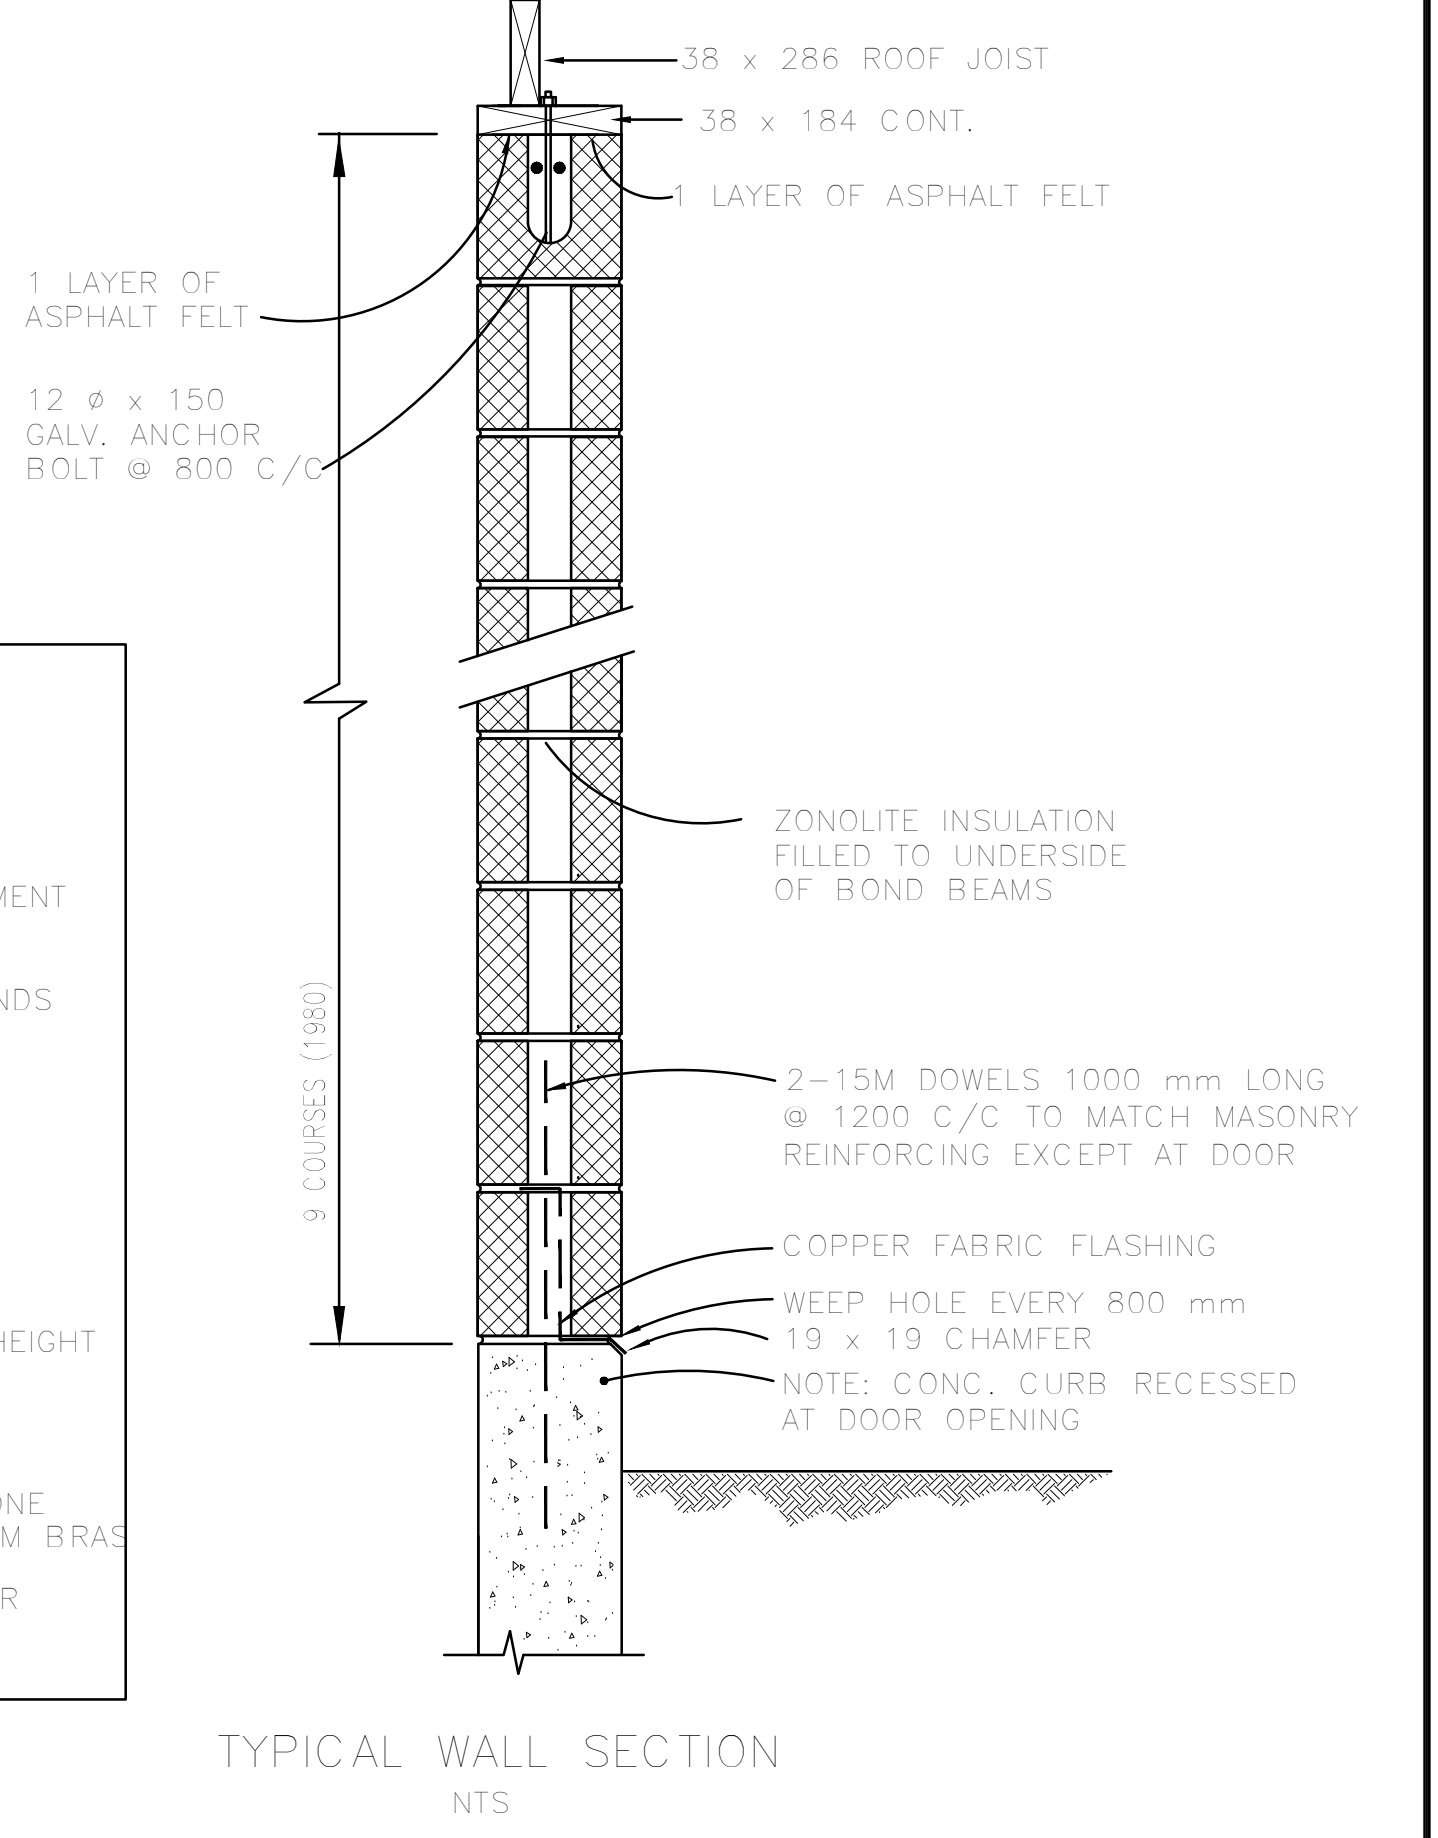 38 x 286 ROOF JOIST
38 x 184 CONT.
1 LAYER OF ASPHALT FELT
1 LAYER OF
ASPHALT FELT
12 ø x 150
GALV. ANCHOR
BOLT @ 800 C/C
ZONOLITE INSULATION
FILLED TO UNDERSIDE
OF BOND BEAMS
MENT
NDS
9 COURSES (1980)
2-15M DOWELS 1000 mm LONG
@ 1200 C/C TO MATCH MASONRY
REINFORCING EXCEPT AT DOOR
COPPER FABRIC FLASHING
WEEP HOLE EVERY 800 mm
19 x 19 CHAMFER
HEIGHT
NOTE: CONC. CURB RECESSED
AT DOOR OPENING
ONE
M BRAS
R
TYPICAL WALL SECTION
NTS